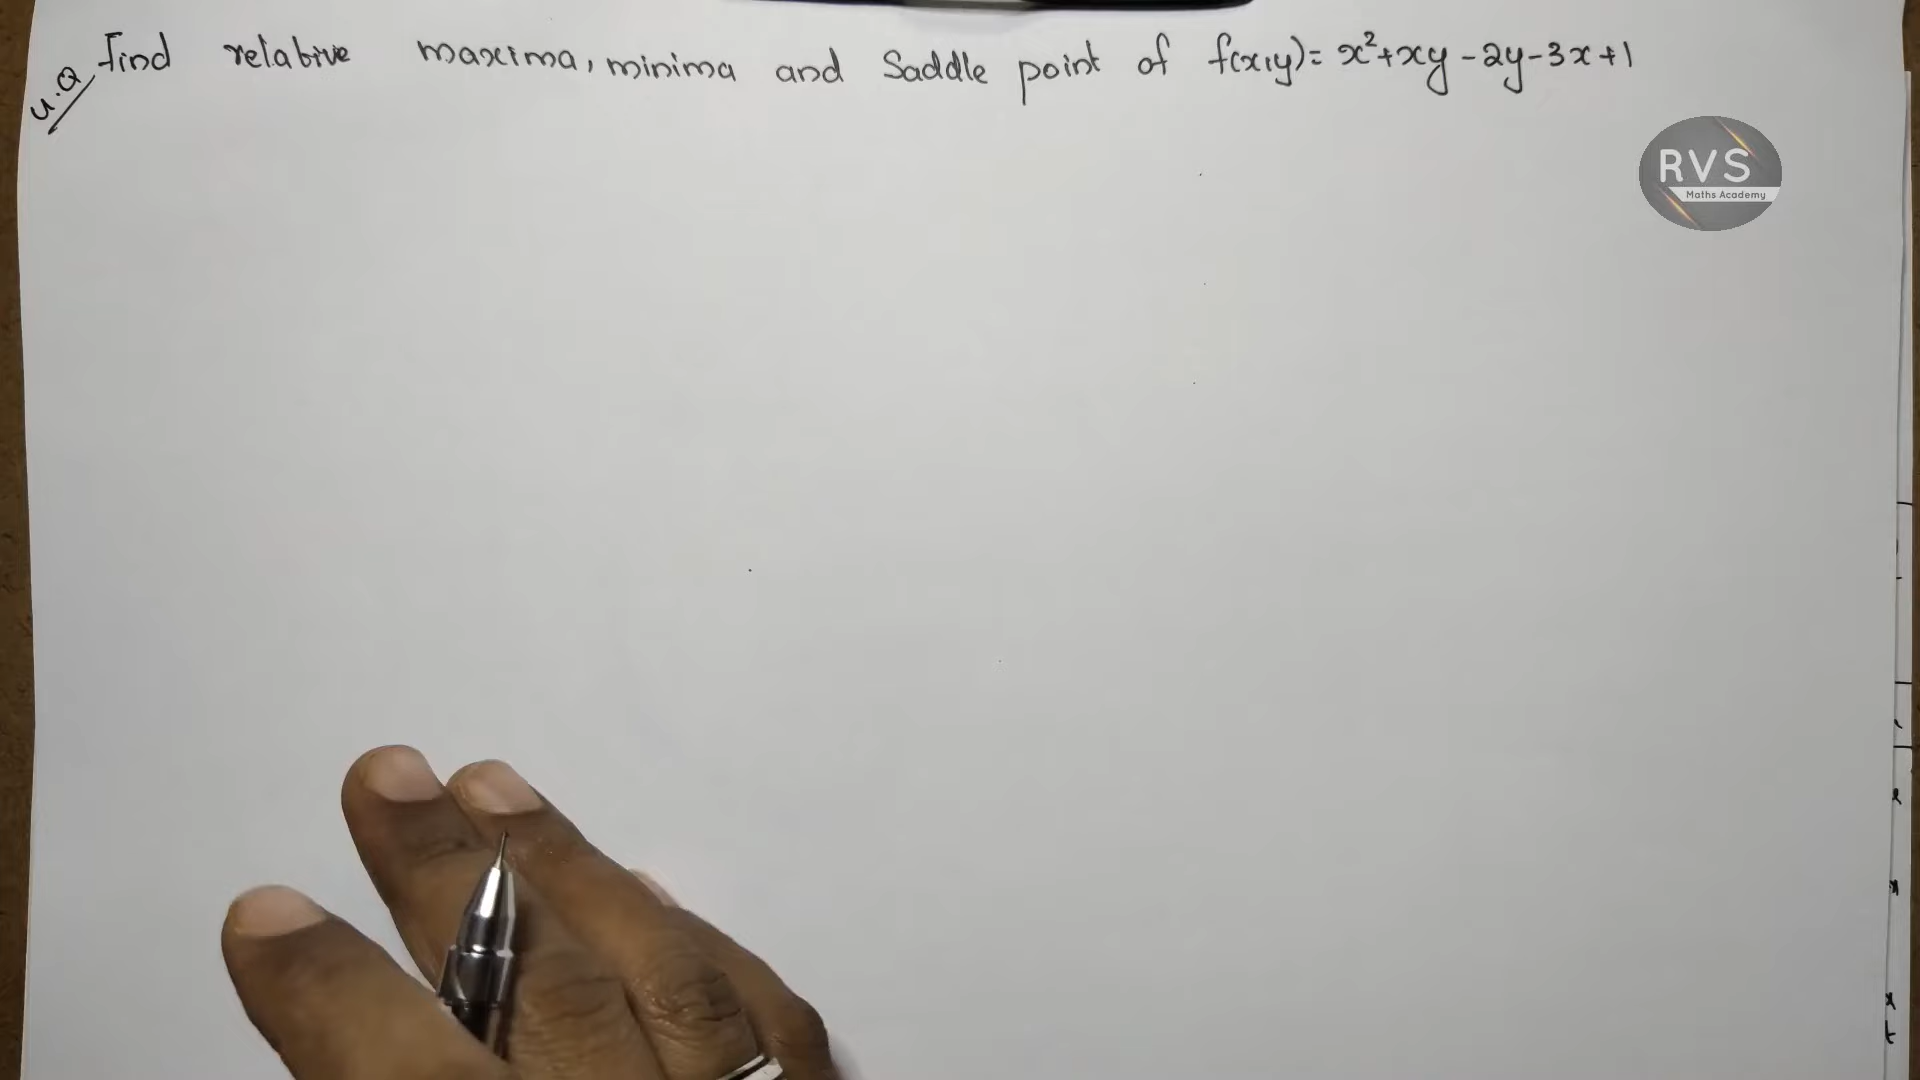 U.Q Find relative maxima, minima and Saddle point of f(x,y)= x²+xy-2y-3x+1
RVS
Maths Academy